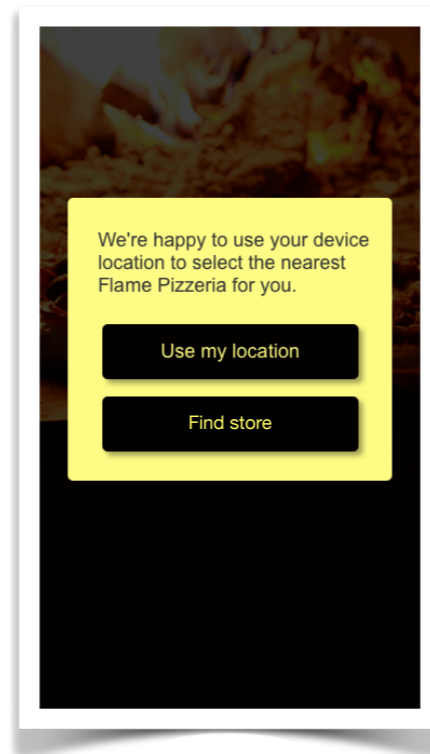 We're happy to use your device
location to select the nearest
Flame Pizzeria for you.
Use my location
Find store